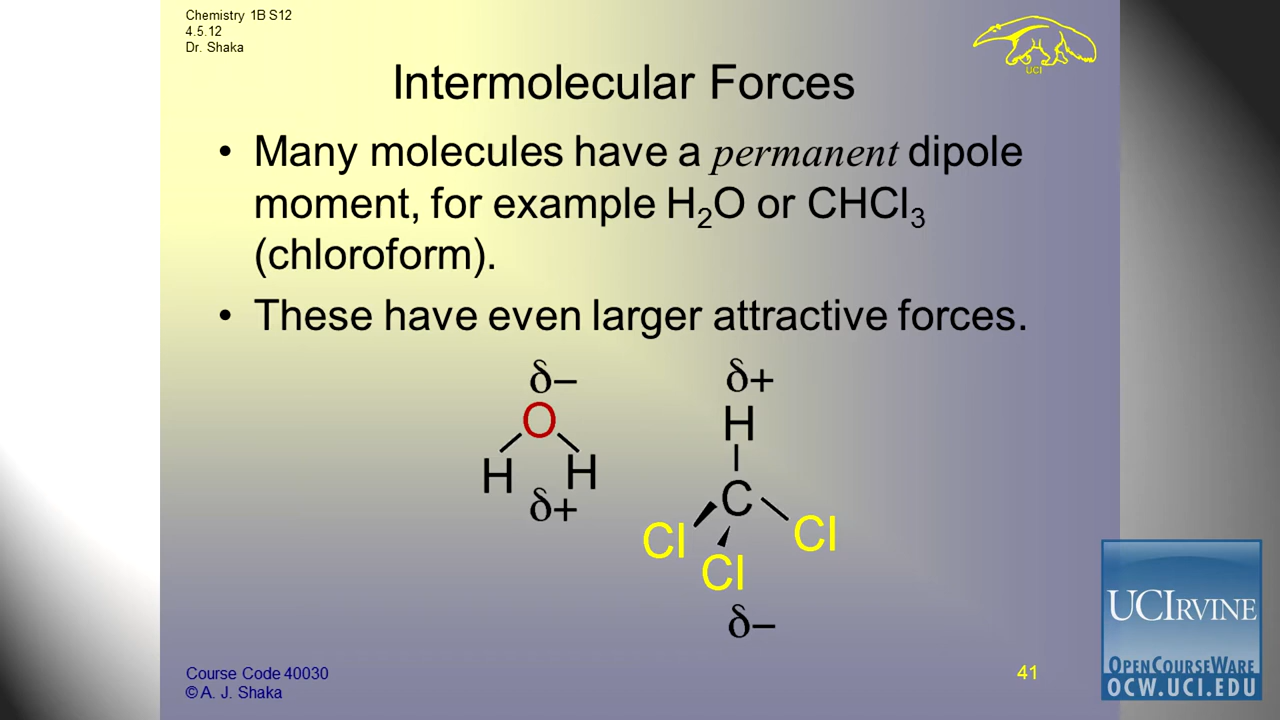 Chemistry 1B S12
4.5.12
Dr. Shaka
UCI
Intermolecular Forces
• Many molecules have a permanent dipole
moment, for example H₂O or CHCl₃
(chloroform).
• These have even larger attractive forces.
δ−
O
H H
δ+
δ+
H
C
Cl Cl
Cl
δ−
UCIRVINE
OPENCOURSEWARE
OCW.UCI.EDU
Course Code 40030
© A. J. Shaka
41